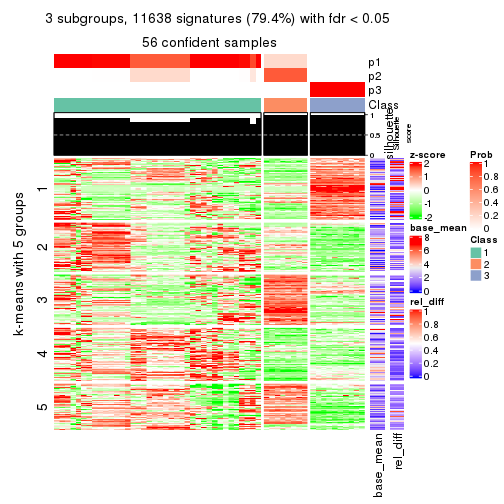 3 subgroups, 11638 signatures (79.4%) with fdr < 0.05
56 confident samples
p1
p2
p3
Class
1
0.5
0
silhouette
Silhouette
score
k-means with 5 groups
1
2
3
4
5
base_mean
rel_diff
z-score
2
1
0
-1
-2
base_mean
8
6
4
2
0
rel_diff
1
0.8
0.6
0.4
0.2
0
Prob
1
0.8
0.6
0.4
0.2
0
Class
1
2
3